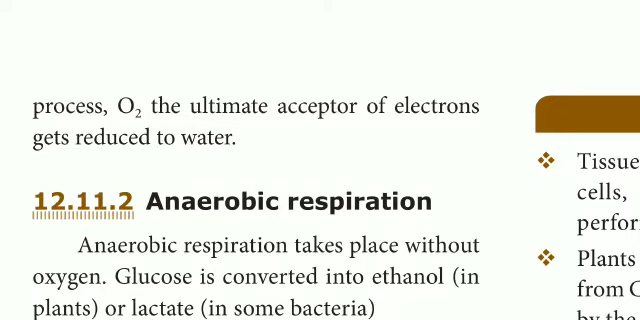 process, O₂ the ultimate acceptor of electrons
gets reduced to water.
12.11.2 Anaerobic respiration
Anaerobic respiration takes place without
oxygen. Glucose is converted into ethanol (in
plants) or lactate (in some bacteria)
❖ Tissue
cells,
❖ Plants
from